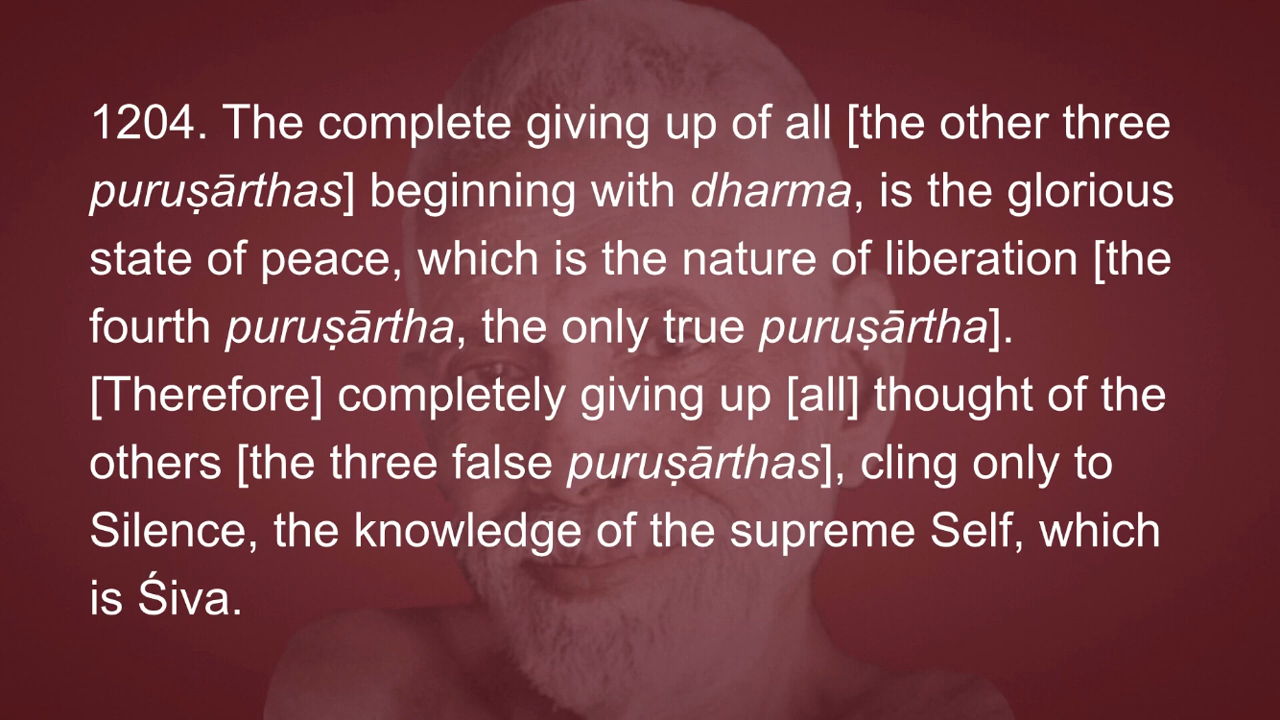 1204. The complete giving up of all [the other three
puruṣārthas] beginning with dharma, is the glorious
state of peace, which is the nature of liberation [the
fourth puruṣārtha, the only true puruṣārtha].
[Therefore] completely giving up [all] thought of the
others [the three false puruṣārthas], cling only to
Silence, the knowledge of the supreme Self, which
is Śiva.